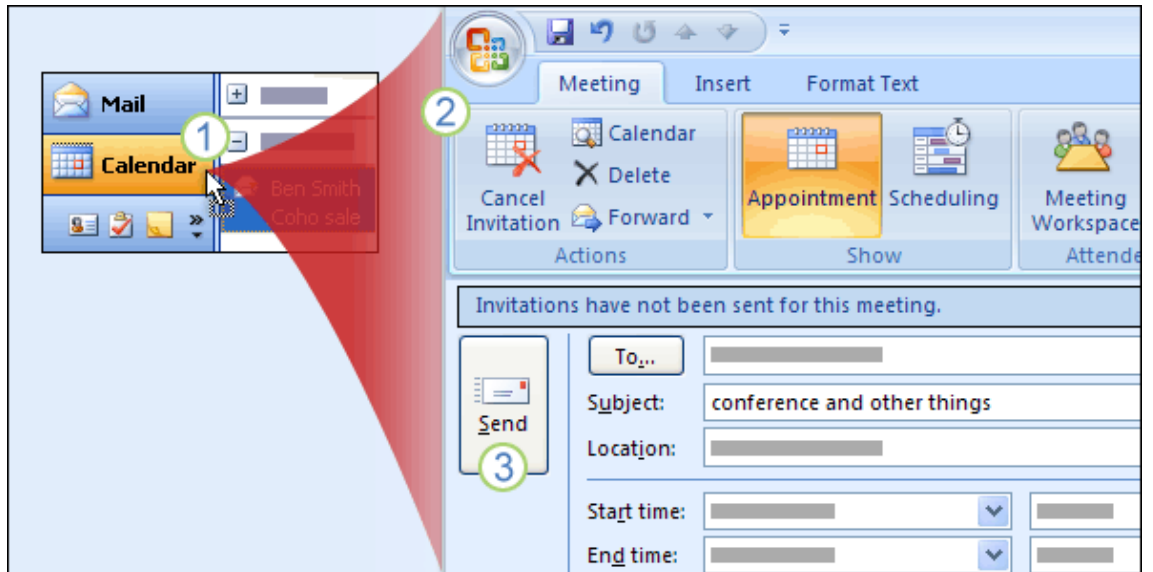 Mail
1
Calendar
Ben Smith
Coho sale
2
Meeting Insert Format Text
Cancel
Invitation
Calendar
Delete
Forward
Actions
Appointment Scheduling
Show
Meeting
Workspace
Attende
Invitations have not been sent for this meeting.
Send
3
To...
Subject: conference and other things
Location:
Start time:
End time: